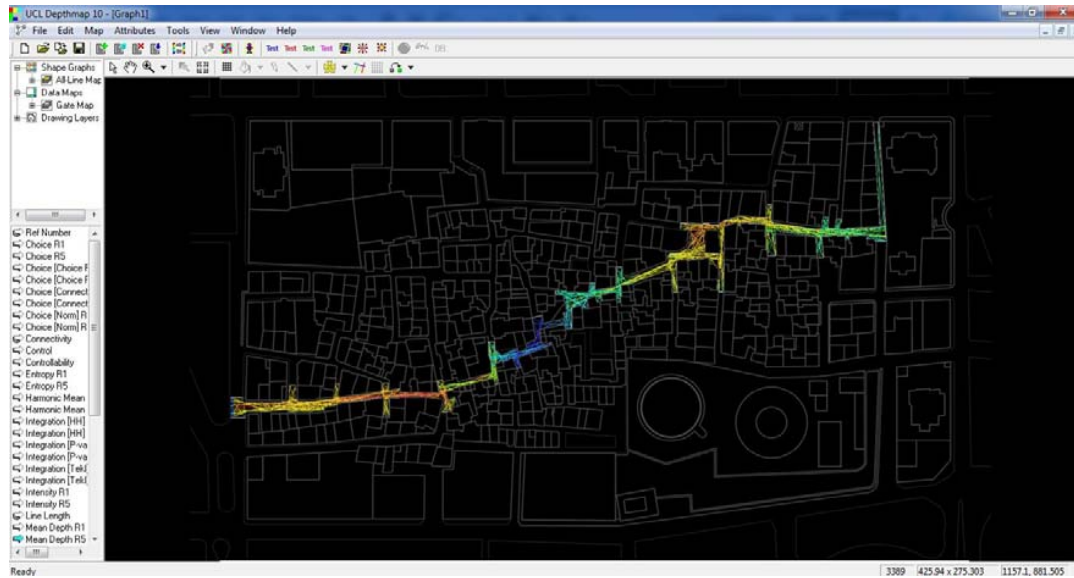 UCL Depthmap 10 - [Graph1]
File Edit Map Attributes Tools View Window Help
Test Test Test Test
Shape Graphs
All-Line Map
Data Maps
Gate Map
Drawing Layers
Ref Number
Choice R1
Choice R5
Choice [Choice F
Choice [Choice F
Choice [Connect
Choice [Connect
Choice [Norm] R
Choice [Norm] R
Connectivity
Control
Controllability
Entropy R1
Entropy R5
Harmonic Mean
Harmonic Mean
Integration [HH]
Integration [HH]
Integration [P-va
Integration [P-va
Integration [Tekl
Integration [Tekl
Intensity R1
Intensity R5
Line Length
Mean Depth R1
Mean Depth R5
Ready
3389 425.94 x 275.303 1157.1, 881.505